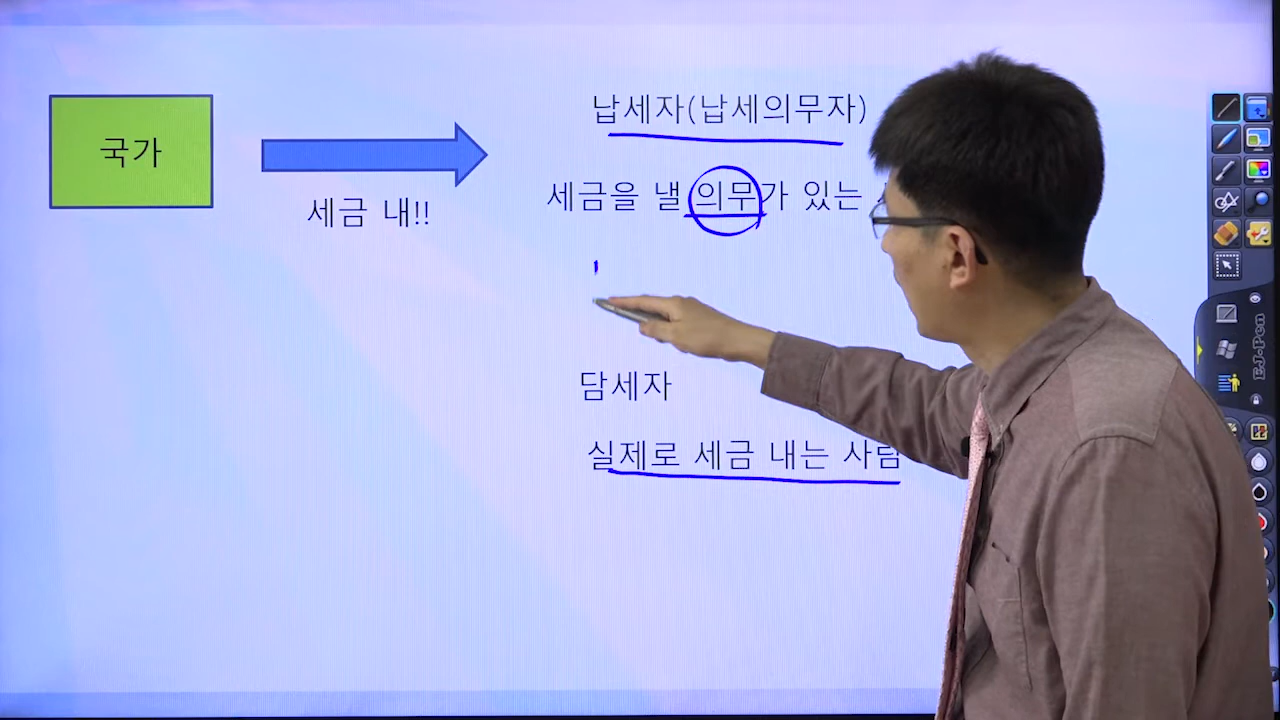 국가
세금 내!!
납세자(납세의무자)
세금을 낼 의무가 있는
담세자
실제로 세금 내는 사람
EJ-Pen